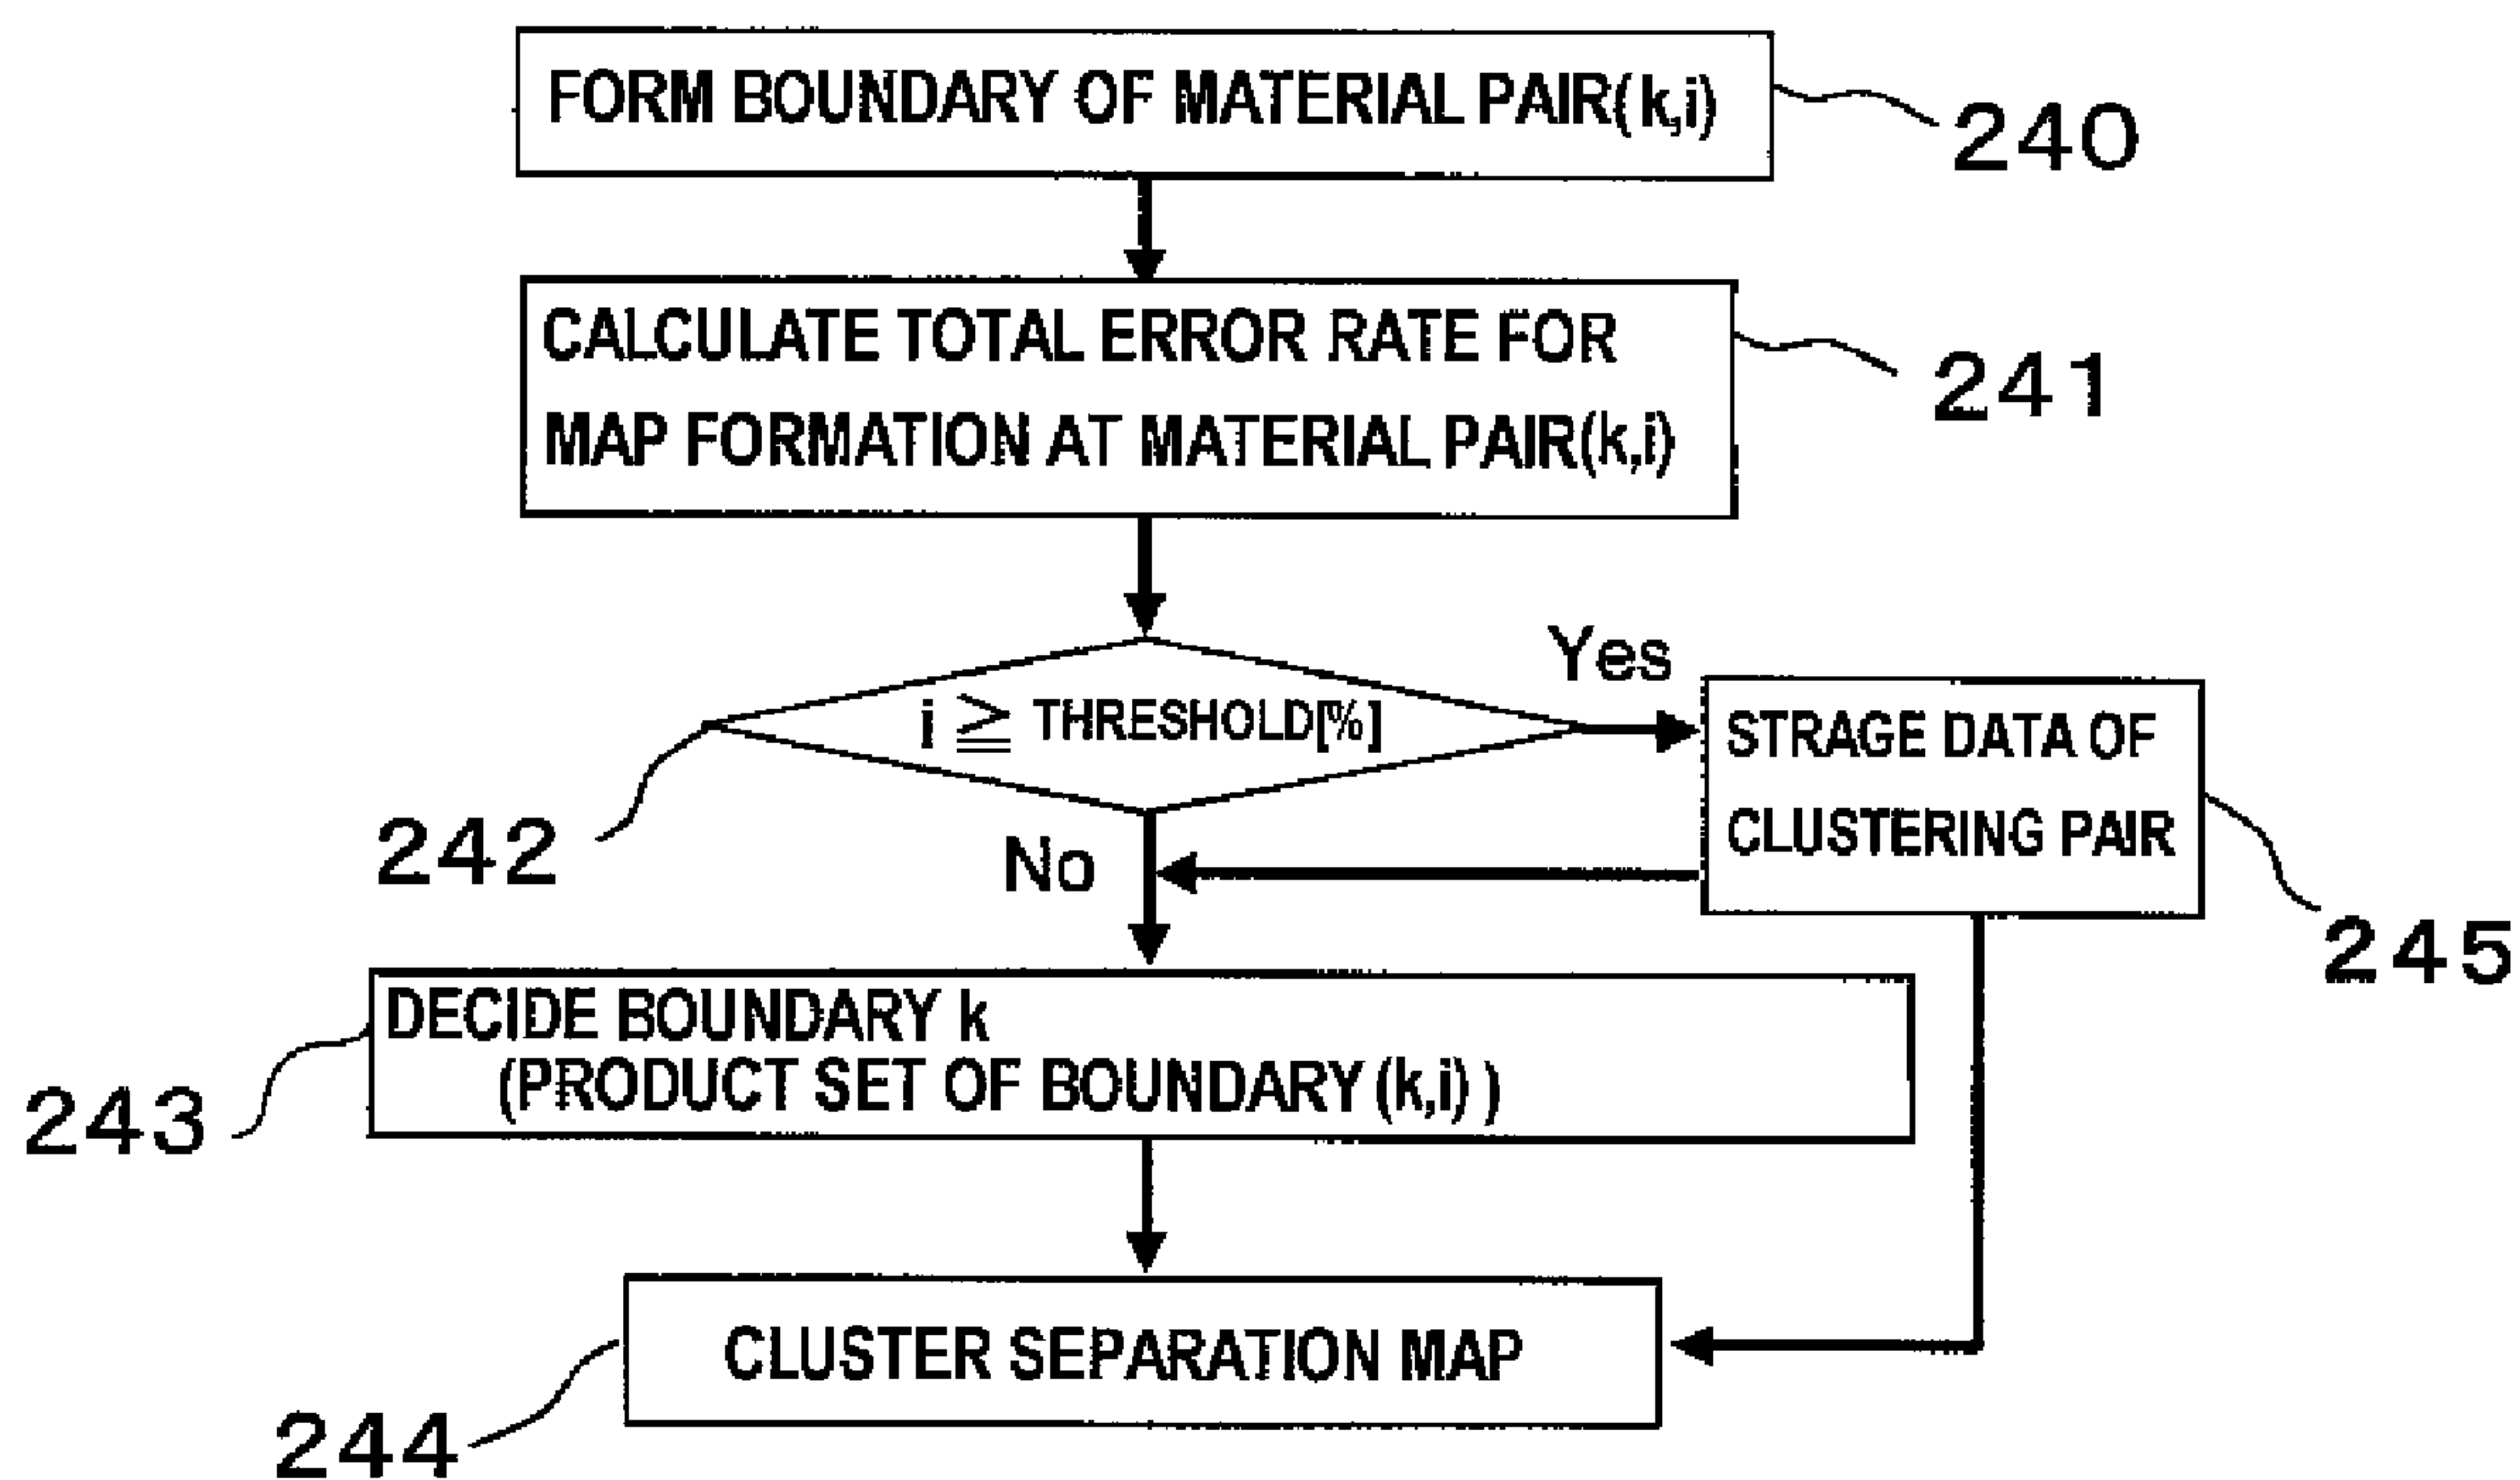 FORM BOUNDARY OF MATERIAL PAIR(k,i)
240
CALCULATE TOTAL ERROR RATE FOR
MAP FORMATION AT MATERIAL PAIR(k,i)
241
i ≧ THRESHOLD[%]
Yes
242
No
STRAGE DATA OF
CLUSTERING PAIR
245
DECIDE BOUNDARY k
(PRODUCT SET OF BOUNDARY(k,i))
243
CLUSTER SEPARATION MAP
244